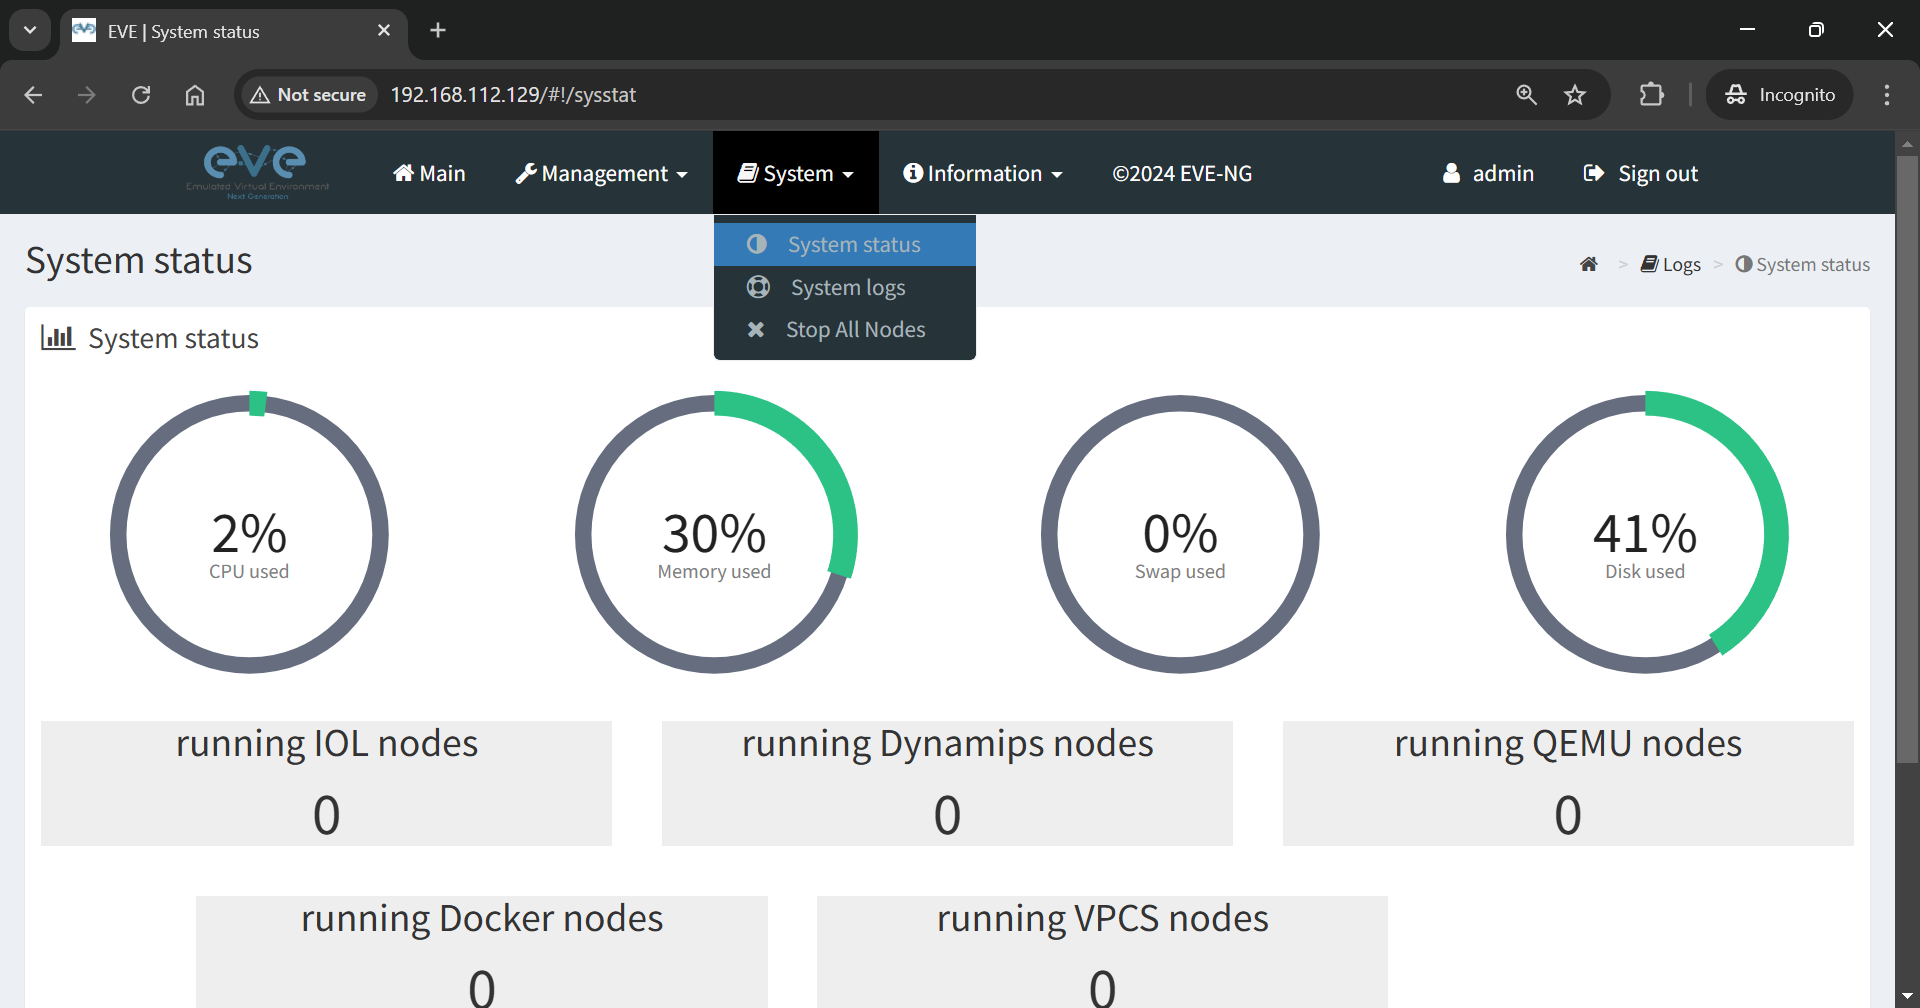 EVE | System status
Not secure
192.168.112.129/#!/sysstat
Incognito
eve
Emulated Virtual Environment
Next Generation
Main
Management
System
Information
©2024 EVE-NG
admin
Sign out
System status
System logs
Stop All Nodes
System status
> Logs > System status
System status
2%
CPU used
30%
Memory used
0%
Swap used
41%
Disk used
running IOL nodes
0
running Dynamips nodes
0
running QEMU nodes
0
running Docker nodes
0
running VPCS nodes
0